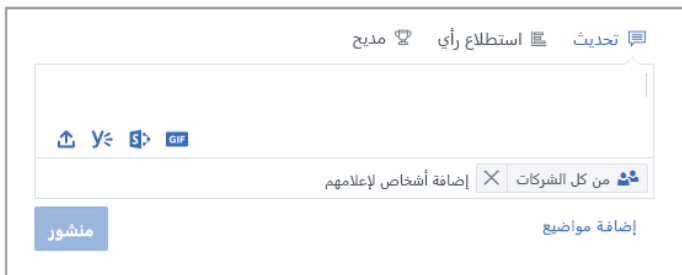 تحديث استطلاع رأي مديح
GIF S y
من كل الشركات إضافة أشخاص لإعلامهم
إضافة مواضيع منشور